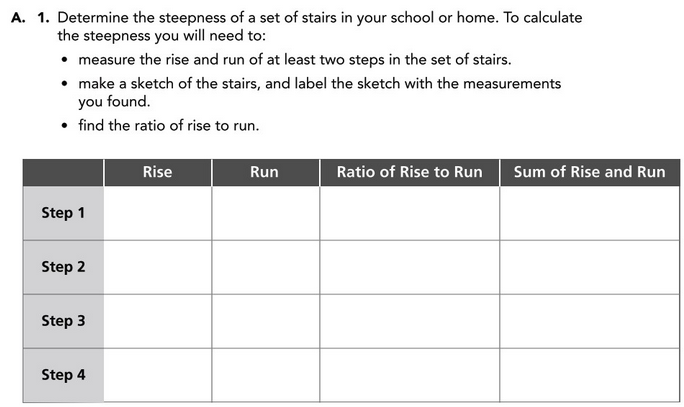 A. 1. Determine the steepness of a set of stairs in your school or home. To calculate
the steepness you will need to:
• measure the rise and run of at least two steps in the set of stairs.
• make a sketch of the stairs, and label the sketch with the measurements
you found.
• find the ratio of rise to run.
Rise Run Ratio of Rise to Run Sum of Rise and Run
Step 1
Step 2
Step 3
Step 4